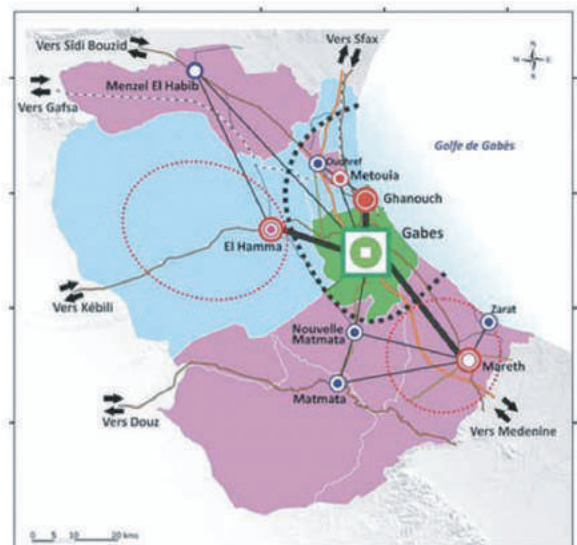 Vers Sidi Bouzid
Vers Sfax
N
E
S
Menzel El Habib
Vers Gafsa
Golfe de Gabès
Oudhref
Metouia
Ghanouch
Gabes
El Hamma
Vers Kébili
Zarat
Nouvelle
Matmata
Mareth
Matmata
Vers Douz
Vers Medenine
0 5 10 20 kms